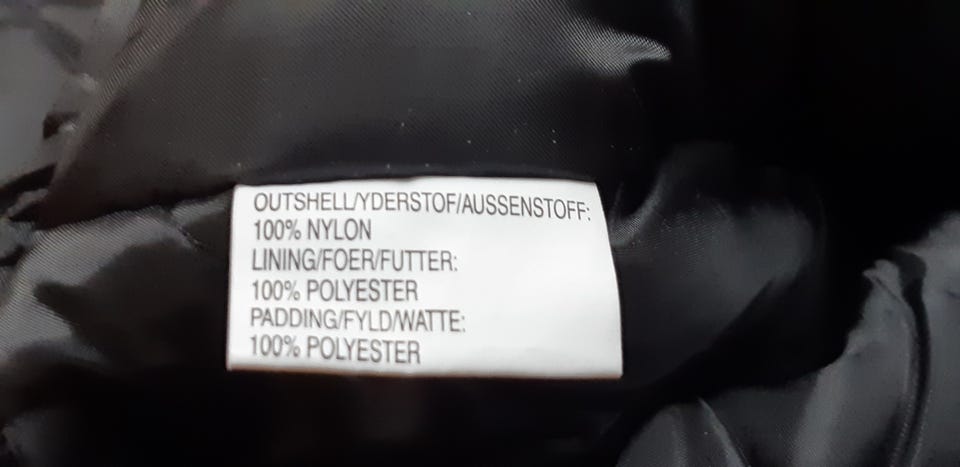 OUTSHELL/YDERSTOF/AUSSENSTOFF:
100% NYLON
LINING/FOER/FUTTER:
100% POLYESTER
PADDING/FYLD/WATTE:
100% POLYESTER